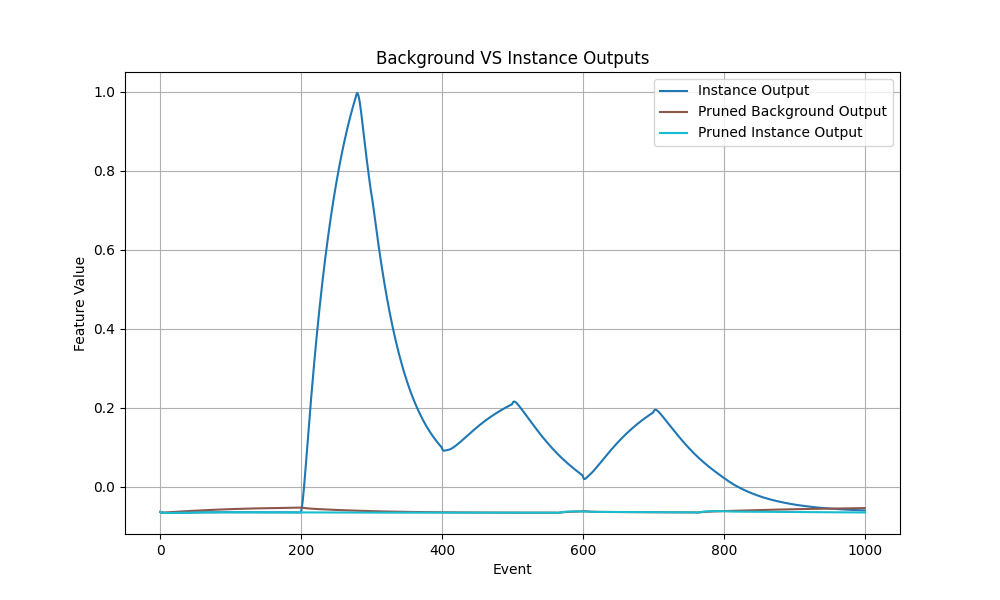 Background VS Instance Outputs
Instance Output
Pruned Background Output
Pruned Instance Output
1.0
0.8
0.6
0.4
0.2
0.0
Feature Value
0 200 400 600 800 1000
Event